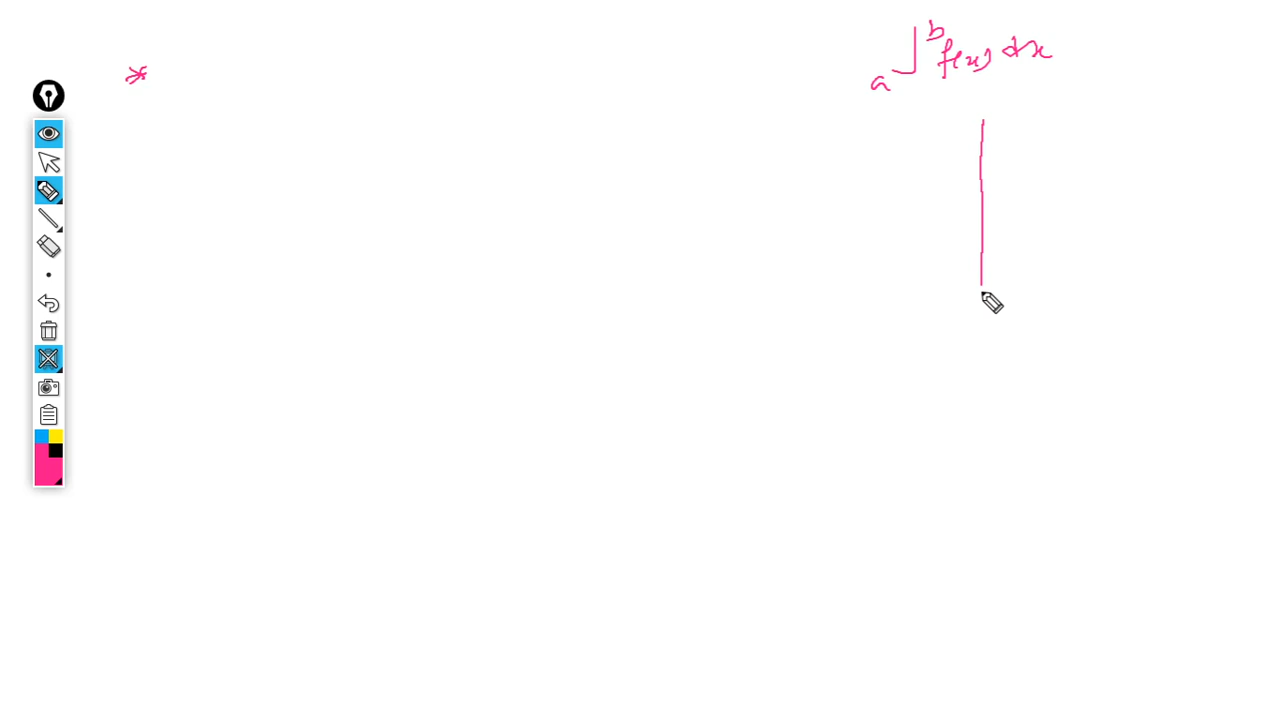 *
a∫b f(x) dx